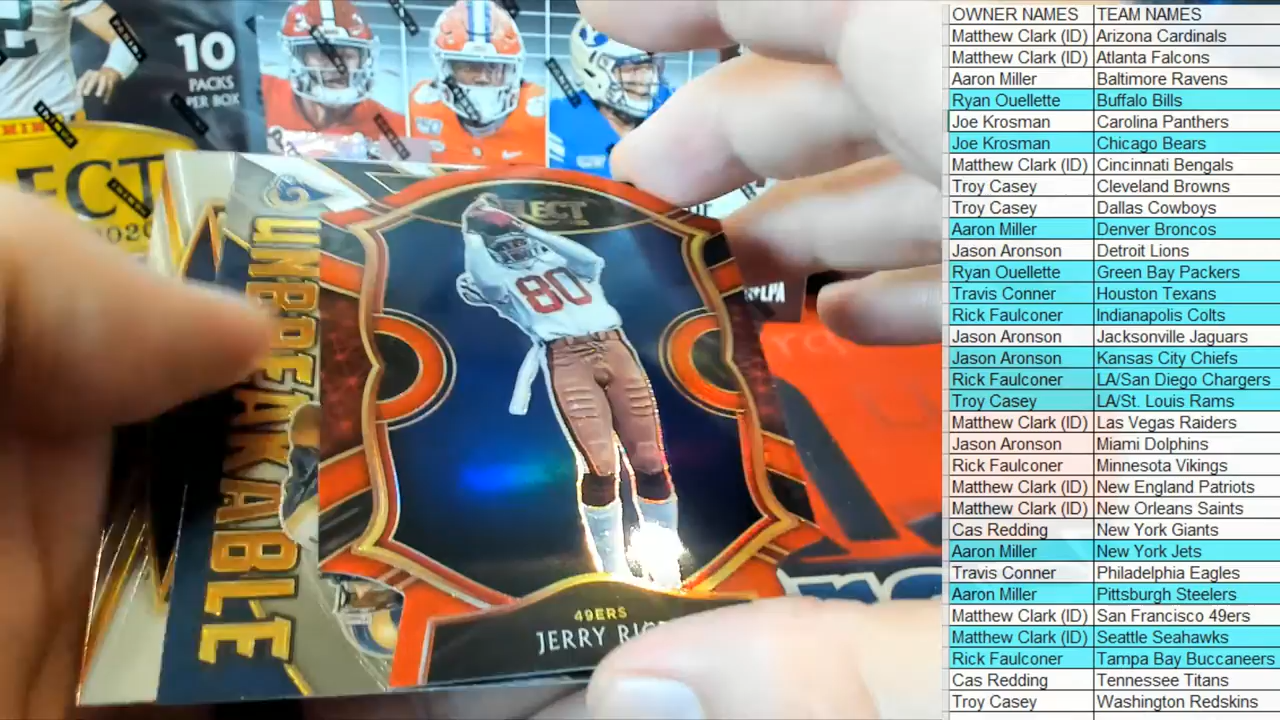 10
PACKS
PER BOX
ECT
2020
UNBREAKABLE
SELECT
80
49ERS
JERRY RICE
NFLPA
OWNER NAMES TEAM NAMES
Matthew Clark (ID) Arizona Cardinals
Matthew Clark (ID) Atlanta Falcons
Aaron Miller Baltimore Ravens
Ryan Ouellette Buffalo Bills
Joe Krosman Carolina Panthers
Joe Krosman Chicago Bears
Matthew Clark (ID) Cincinnati Bengals
Troy Casey Cleveland Browns
Troy Casey Dallas Cowboys
Aaron Miller Denver Broncos
Jason Aronson Detroit Lions
Ryan Ouellette Green Bay Packers
Travis Conner Houston Texans
Rick Faulconer Indianapolis Colts
Jason Aronson Jacksonville Jaguars
Jason Aronson Kansas City Chiefs
Rick Faulconer LA/San Diego Chargers
Troy Casey LA/St. Louis Rams
Matthew Clark (ID) Las Vegas Raiders
Jason Aronson Miami Dolphins
Rick Faulconer Minnesota Vikings
Matthew Clark (ID) New England Patriots
Matthew Clark (ID) New Orleans Saints
Cas Redding New York Giants
Aaron Miller New York Jets
Travis Conner Philadelphia Eagles
Aaron Miller Pittsburgh Steelers
Matthew Clark (ID) San Francisco 49ers
Matthew Clark (ID) Seattle Seahawks
Rick Faulconer Tampa Bay Buccaneers
Cas Redding Tennessee Titans
Troy Casey Washington Redskins